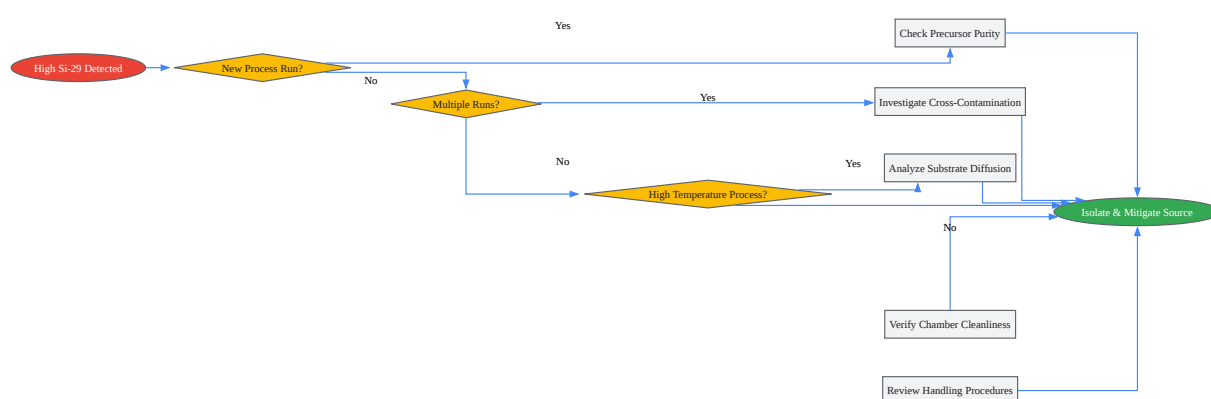 Yes
Check Precursor Purity
High Si-29 Detected
New Process Run?
No
Multiple Runs?
Yes
Investigate Cross-Contamination
No
Yes
Analyze Substrate Diffusion
High Temperature Process?
Isolate & Mitigate Source
No
Verify Chamber Cleanliness
Review Handling Procedures